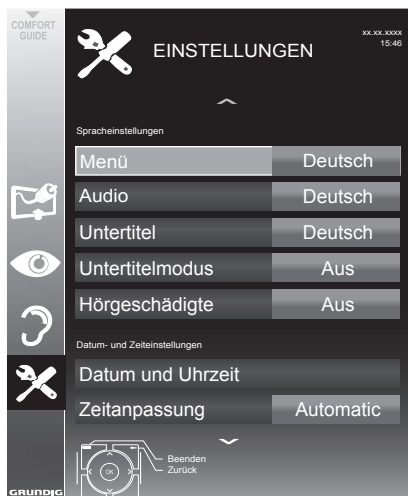 COMFORT
GUIDE
EINSTELLUNGEN
xx.xx.xxxx
15:46
Spracheinstellungen
Menü Deutsch
Audio Deutsch
Untertitel Deutsch
Untertitelmodus Aus
Hörgeschädigte Aus
Datum- und Zeiteinstellungen
Datum und Uhrzeit
Zeitanpassung Automatic
Beenden
Zurück
OK
GRUNDIG